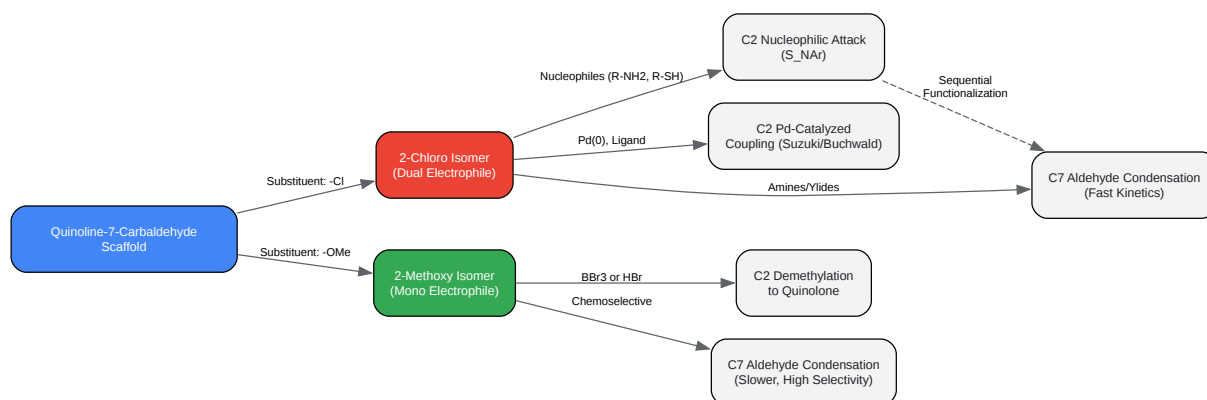 C2 Nucleophilic Attack
(S_NAr)
Nucleophiles (R-NH2, R-SH)
Sequential
Functionalization
C2 Pd-Catalyzed
Coupling (Suzuki/Buchwald)
Pd(0), Ligand
2-Chloro Isomer
(Dual Electrophile)
Substituent: -Cl
Amines/Ylides
C7 Aldehyde Condensation
(Fast Kinetics)
Quinoline-7-Carbaldehyde
Scaffold
Substituent: -OMe
2-Methoxy Isomer
(Mono Electrophile)
BBr3 or HBr
C2 Demethylation
to Quinolone
Chemoselective
C7 Aldehyde Condensation
(Slower, High Selectivity)